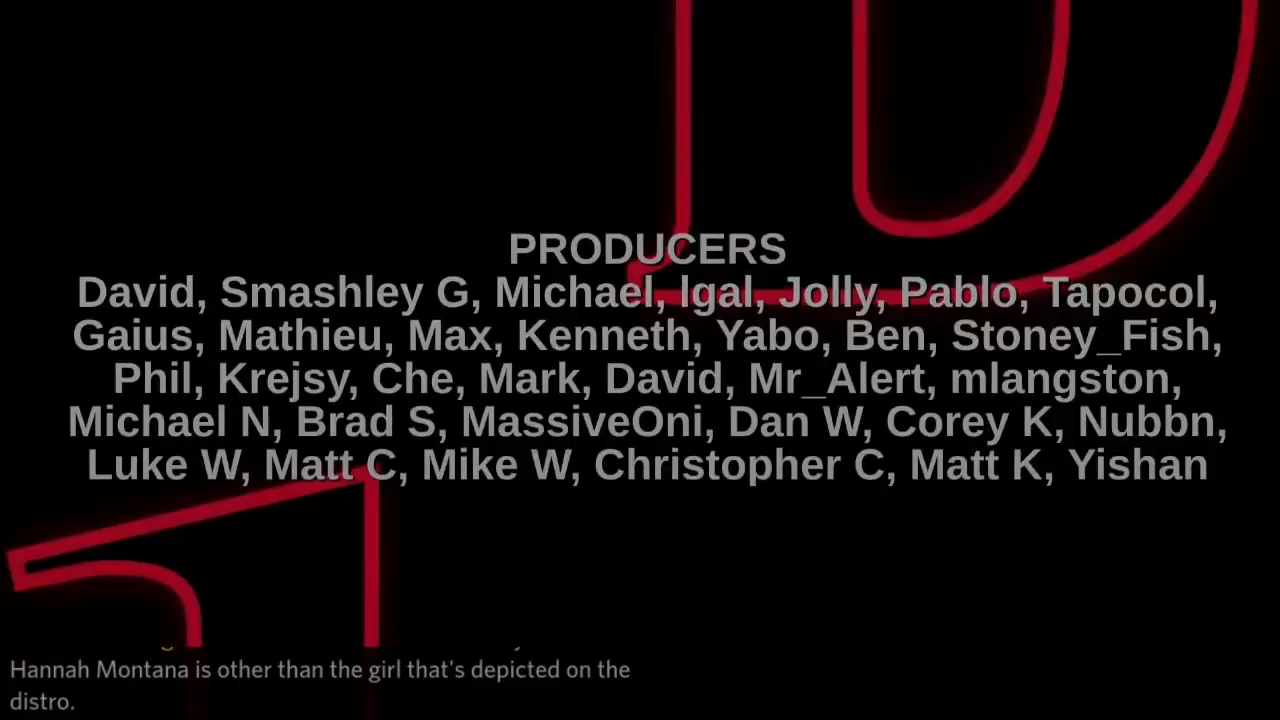 PRODUCERS
David, Smashley G, Michael, Igal, Jolly, Pablo, Tapocol,
Gaius, Mathieu, Max, Kenneth, Yabo, Ben, Stoney_Fish,
Phil, Krejsy, Che, Mark, David, Mr_Alert, mlangston,
Michael N, Brad S, MassiveOni, Dan W, Corey K, Nubbn,
Luke W, Matt C, Mike W, Christopher C, Matt K, Yishan
Hannah Montana is other than the girl that's depicted on the
distro.